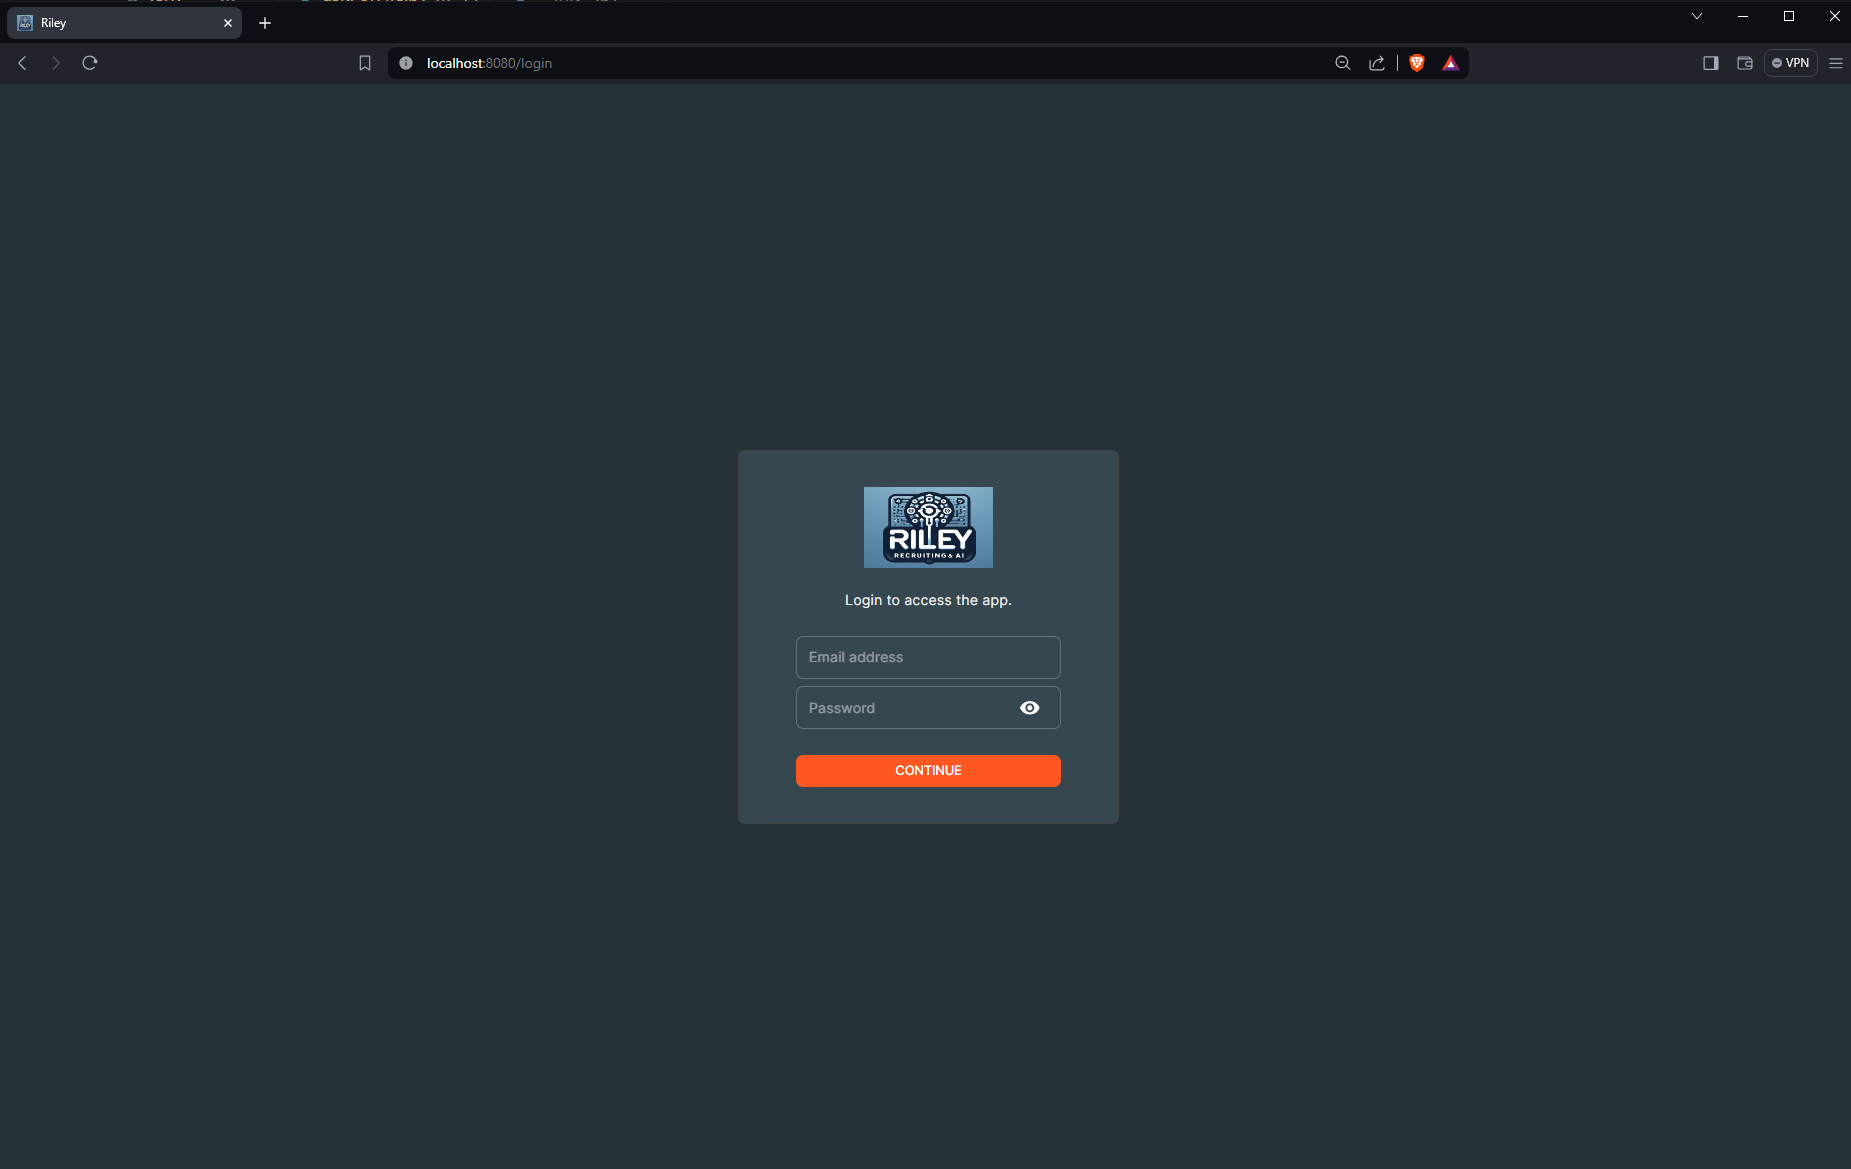 Riley
localhost:8080/login
VPN
RILEY
RECRUITING & AI
Login to access the app.
Email address
Password
CONTINUE